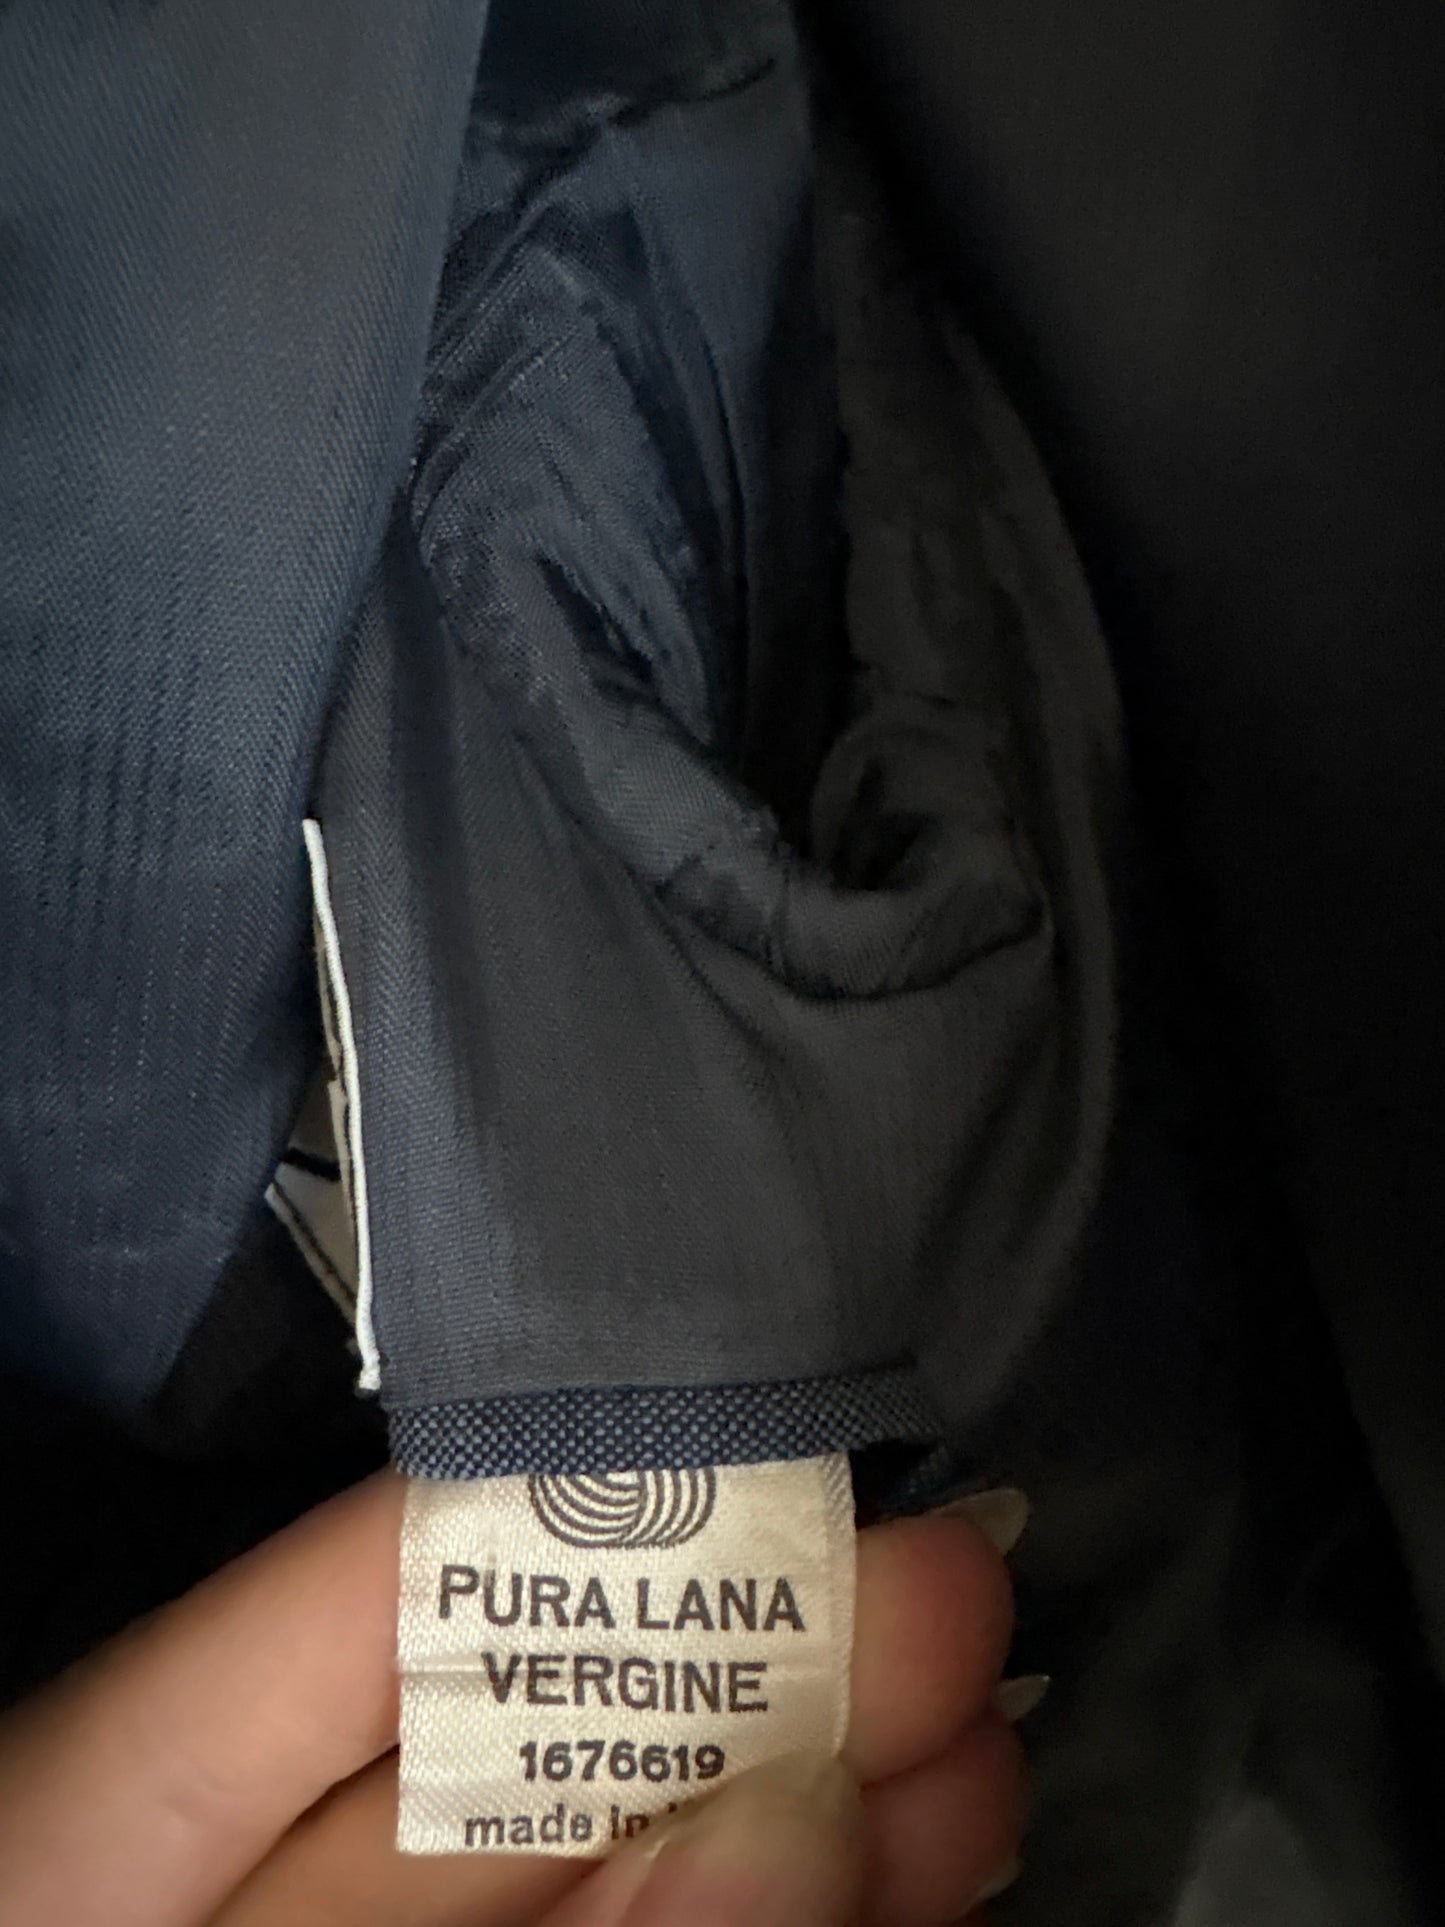 PURA LANA
VERGINE
1676619
made in